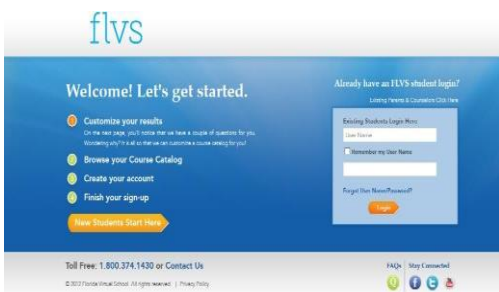 flvs
Welcome! Let's get started.
Customize your results
On the next page, you'll notice that we have a couple of questions for you.
Wondering why? It is all so that we can customize a course catalog for you!
Browse your Course Catalog
Create your account
Finish your sign-up
New Students Start Here
Already have an FLVS student login?
Existing Parents & Counselors Click Here
Existing Students Login Here
User Name
Remember my User Name
Forgot User Name/Password?
Login
Toll Free: 1.800.374.1430 or Contact Us
© 2012 Florida Virtual School. All rights reserved. | Privacy Policy
FAQs Stay Connected